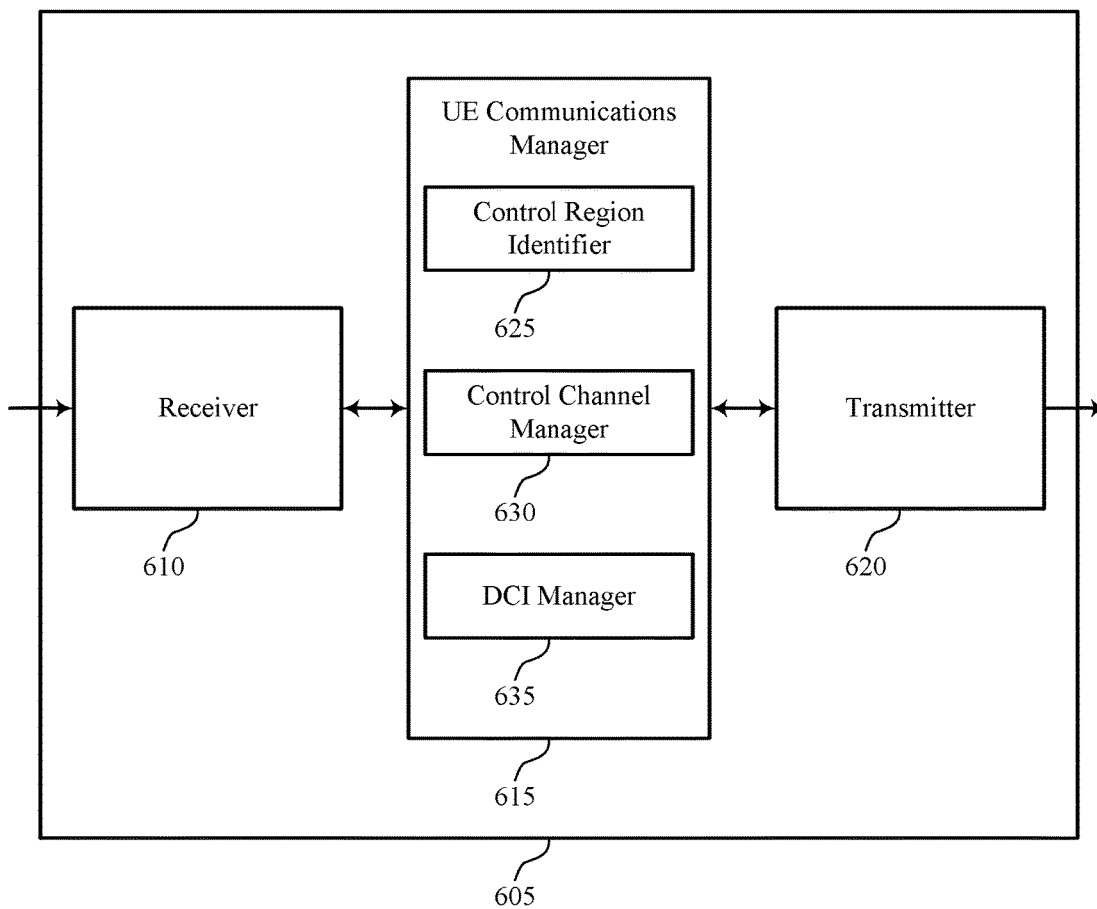 UE Communications
Manager
Control Region
Identifier
625
Receiver
610
Control Channel
Manager
630
Transmitter
620
DCI Manager
635
615
605